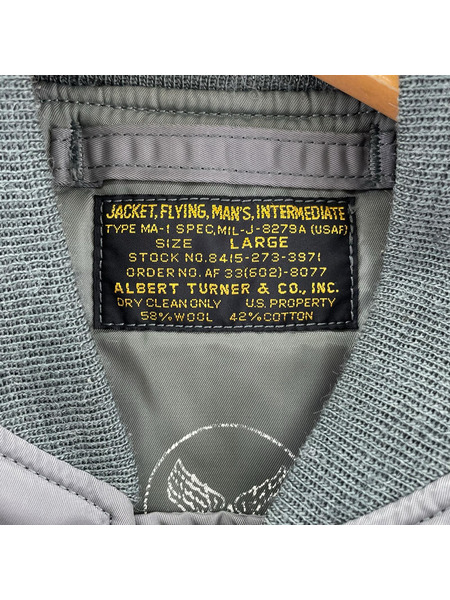 JACKET, FLYING, MAN'S, INTERMEDIATE
TYPE MA-1 SPEC, MIL-J-8279A (USAF)
SIZE LARGE
STOCK NO. 8415-273-3971
ORDER NO. AF 33(602)-8077
ALBERT TURNER & CO., INC.
DRY CLEAN ONLY U.S. PROPERTY
58% WOOL 42% COTTON